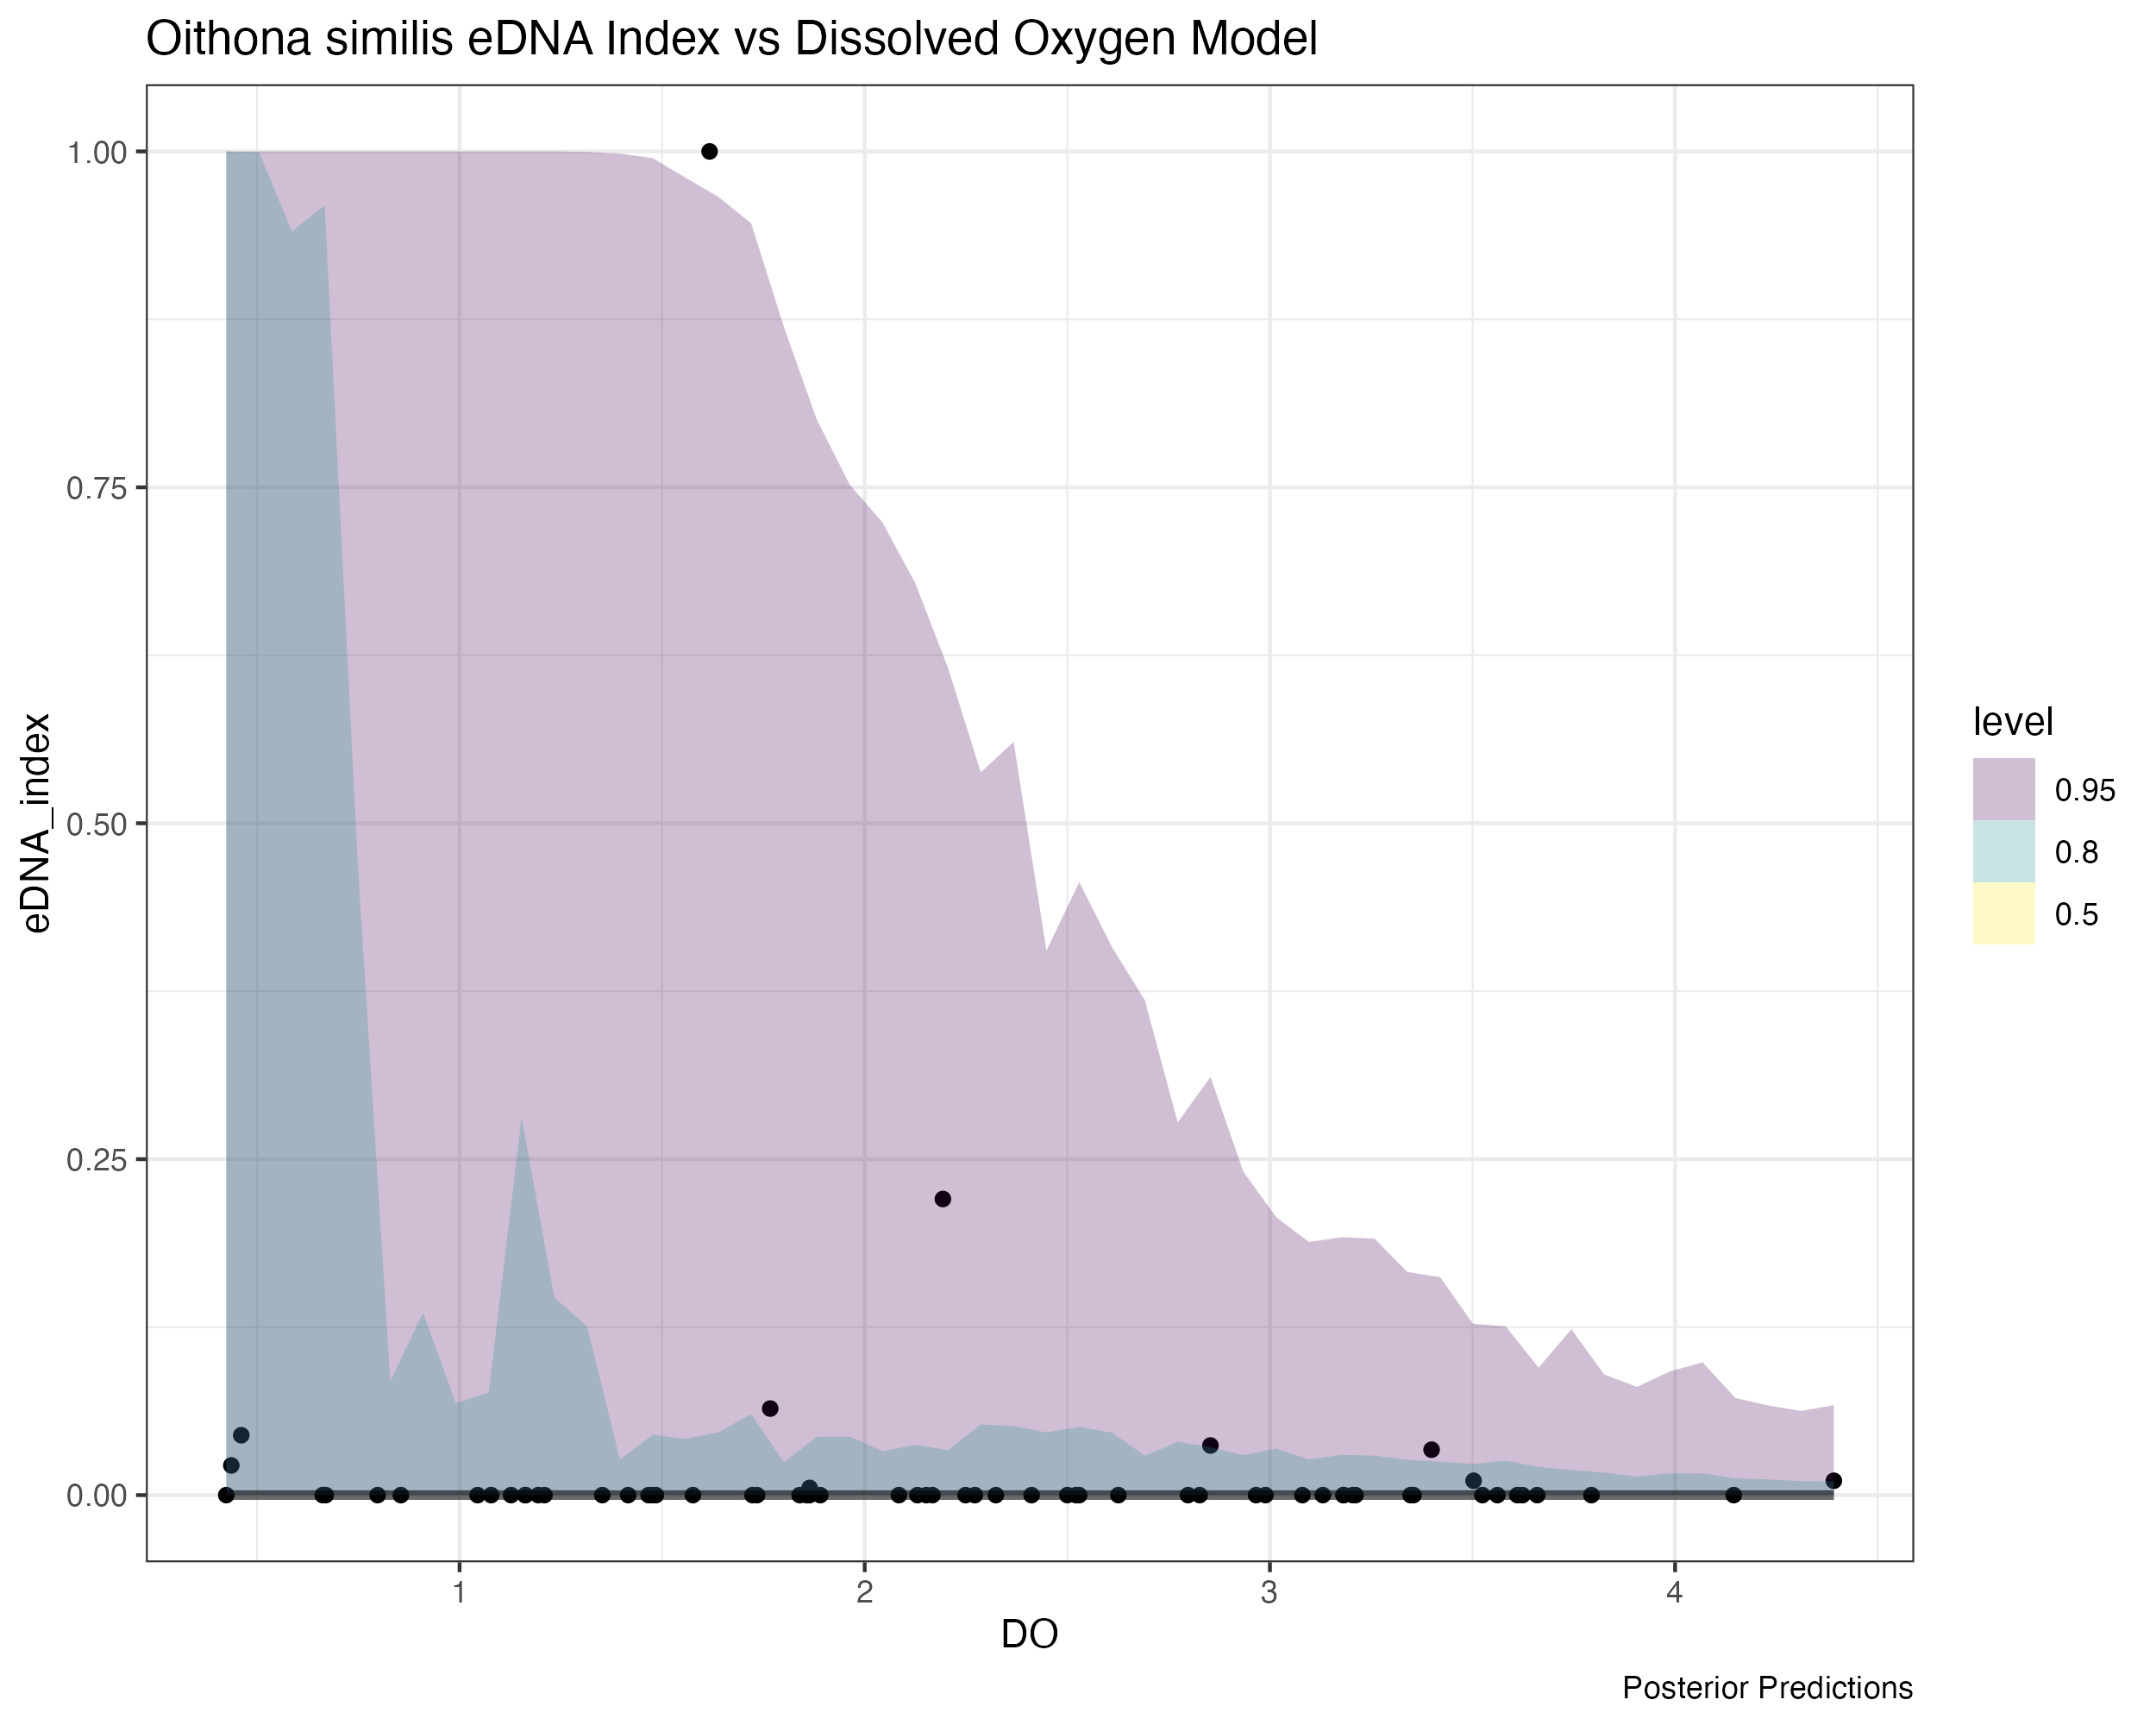 Oithona similis eDNA Index vs Dissolved Oxygen Model
1.00
0.75
0.50
0.25
0.00
eDNA_index
1
2
3
4
DO
level
0.95
0.8
0.5
Posterior Predictions